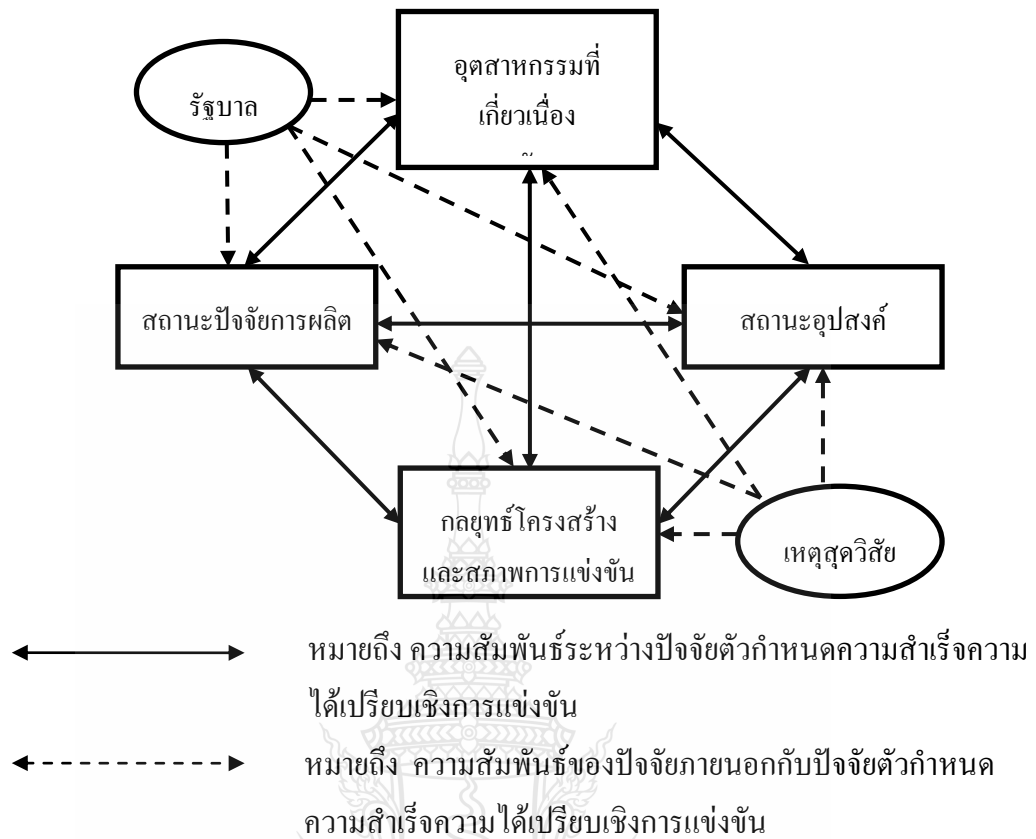 อุตสาหกรรมที่
เกี่ยวเนื่อง
รัฐบาล
สถานะปัจจัยการผลิต
สถานะอุปสงค์
กลยุทธ์โครงสร้าง
และสภาพการแข่งขัน
เหตุสุดวิสัย
หมายถึง ความสัมพันธ์ระหว่างปัจจัยตัวกำหนดความสำเร็จความ
ได้เปรียบเชิงการแข่งขัน
หมายถึง ความสัมพันธ์ของปัจจัยภายนอกกับปัจจัยตัวกำหนด
ความสำเร็จความได้เปรียบเชิงการแข่งขัน